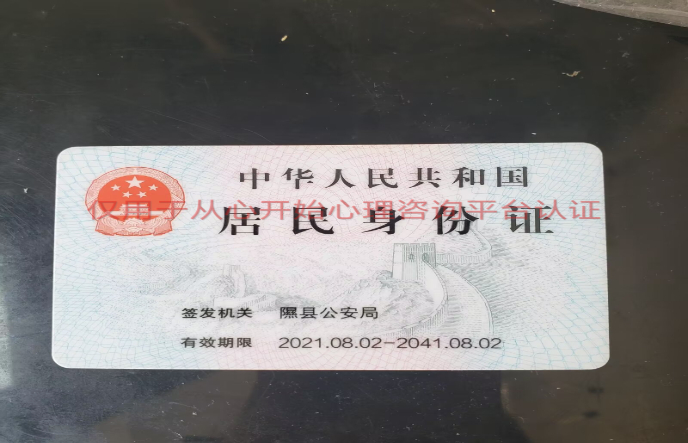 中华人民共和国
仅用于从心开始心理咨询平台认证
居民身份证
签发机关 隰县公安局
有效期限 2021.08.02-2041.08.02